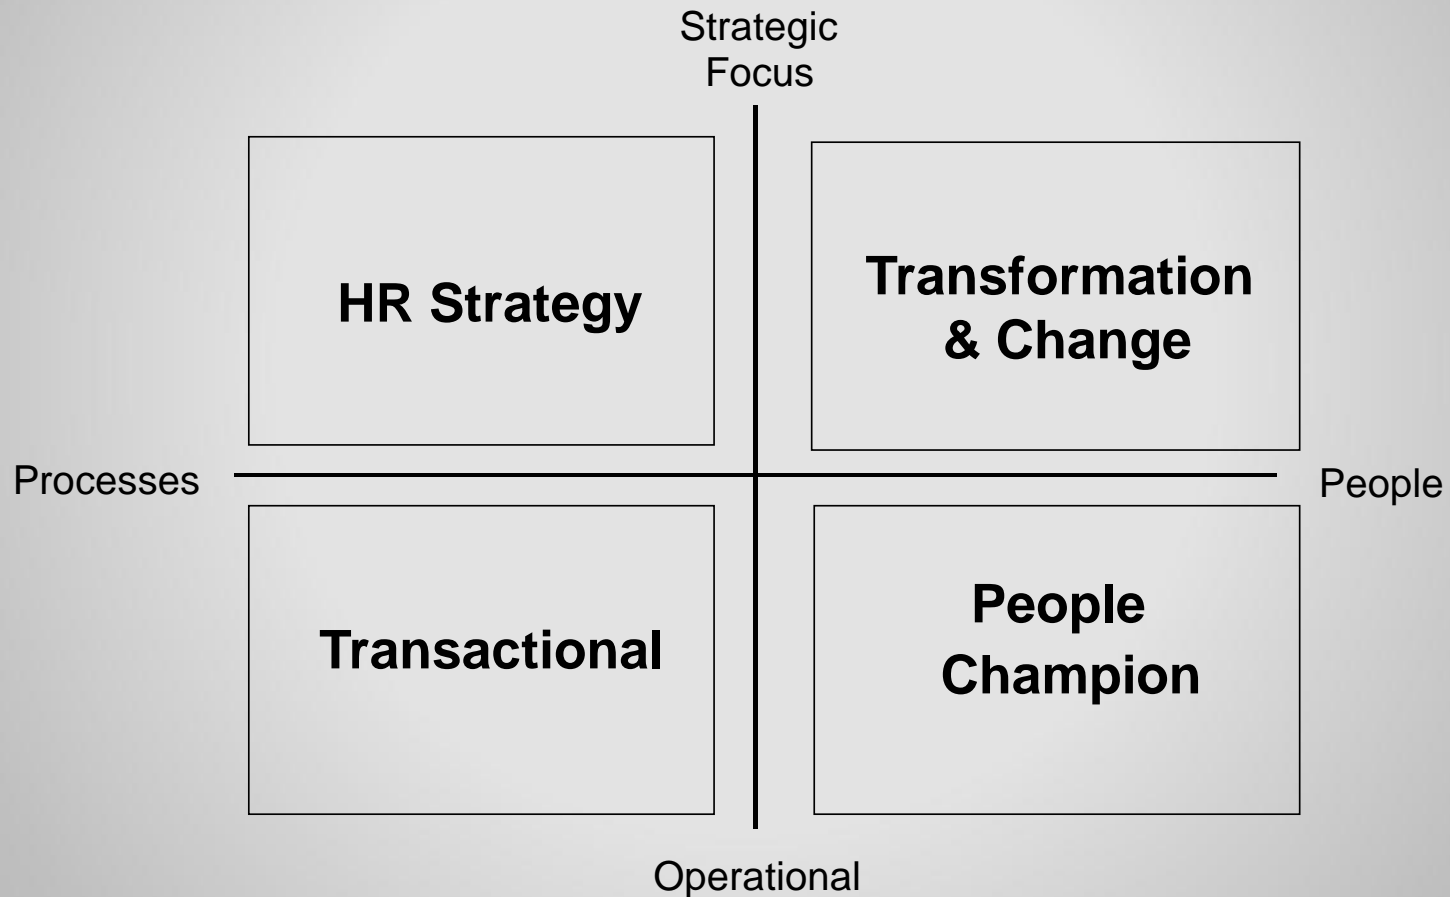 Strategic
Focus
HR Strategy
Transformation
& Change
Processes
People
Transactional
People
Champion
Operational